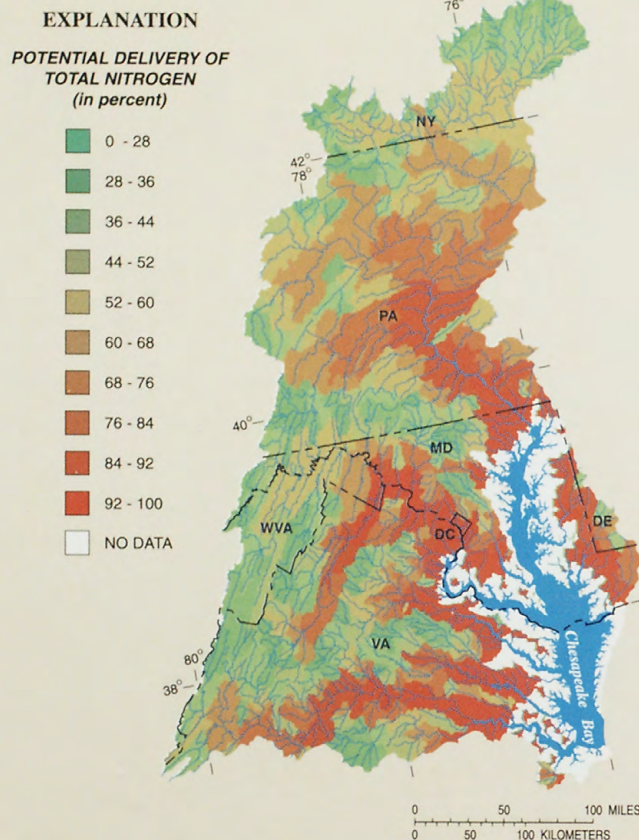 EXPLANATION
POTENTIAL DELIVERY OF
TOTAL NITROGEN
(in percent)
0 - 28
28 - 36
36 - 44
44 - 52
52 - 60
60 - 68
68 - 76
76 - 84
84 - 92
92 - 100
NO DATA
76°
NY
42°
78°
PA
40°
MD
WVA
DC
DE
VA
80°
38°
Chesapeake Bay
0 50 100 MILES
0 50 100 KILOMETERS